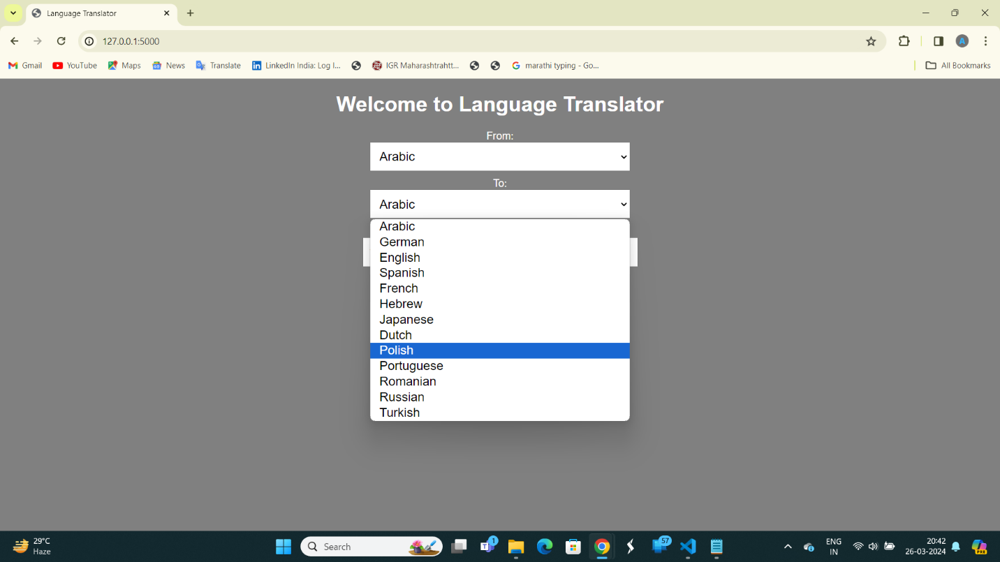 Language Translator
127.0.0.1:5000
Gmail YouTube Maps News Translate LinkedIn India: Log I... IGR Maharashtrahtt... marathi typing - Go... All Bookmarks
A
Welcome to Language Translator
From:
Arabic
To:
Arabic
Arabic
German
English
Spanish
French
Hebrew
Japanese
Dutch
Polish
Portuguese
Romanian
Russian
Turkish
29°C
Haze
Search
1
57
ENG
IN
20:42
26-03-2024
PRE